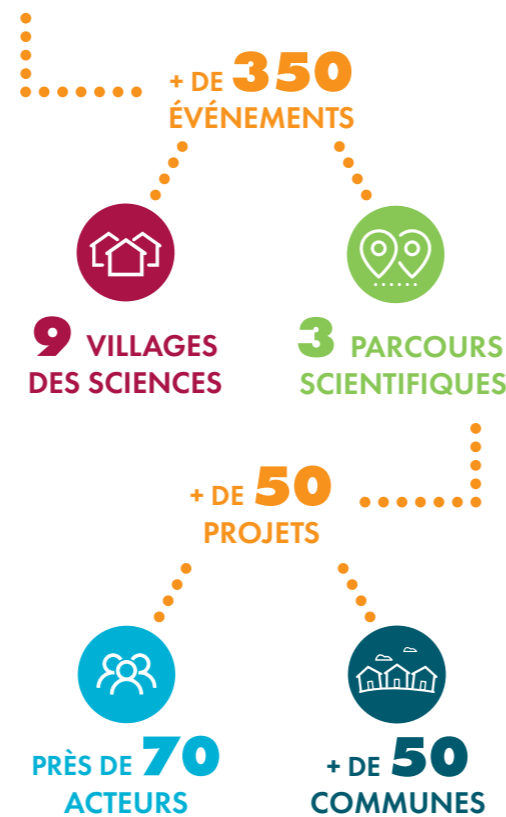 + DE 350
ÉVÉNEMENTS
9 VILLAGES
DES SCIENCES
3 PARCOURS
SCIENTIFIQUES
+ DE 50
PROJETS
PRÈS DE 70
ACTEURS
+ DE 50
COMMUNES